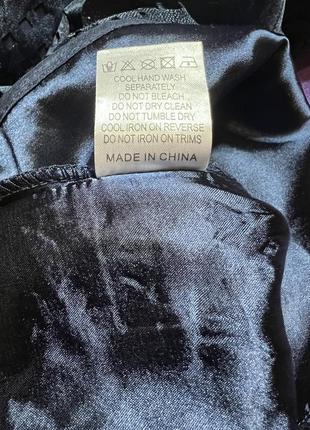 COOL HAND WASH
SEPARATELY
DO NOT BLEACH
DO NOT DRY CLEAN
DO NOT TUMBLE DRY
COOL IRON ON REVERSE
DO NOT IRON ON TRIMS
MADE IN CHINA